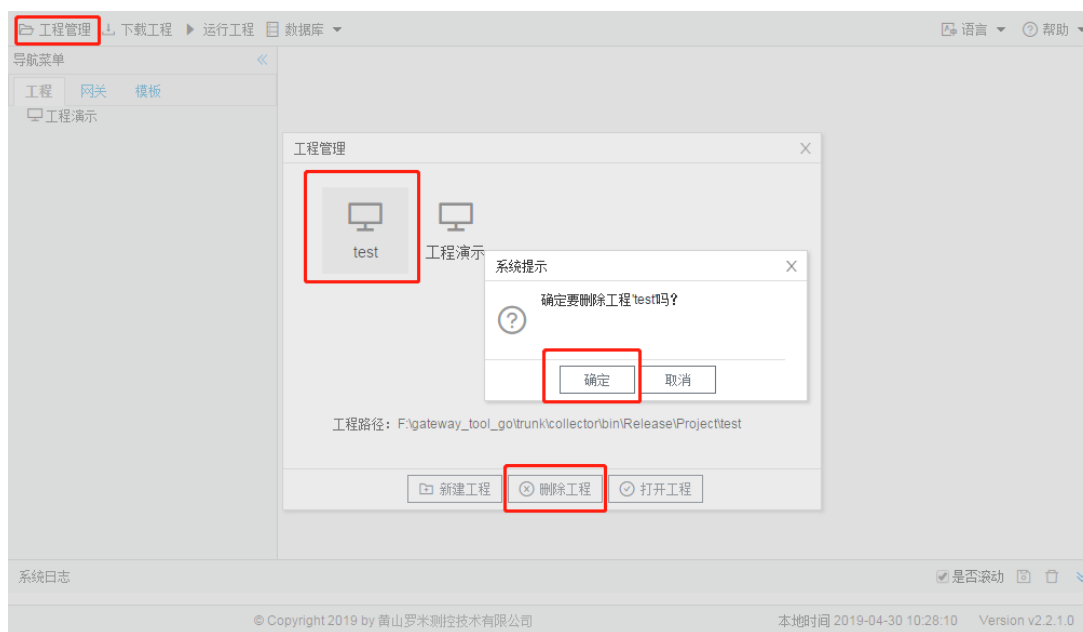 工程管理 下载工程 运行工程 数据库 语言 帮助
导航菜单
工程 网关 模板
工程演示
工程管理
test 工程演示
系统提示
确定要删除工程'test'吗?
确定 取消
工程路径: F:\gateway_tool_go\trunk\collector\bin\Release\Project\test
新建工程 删除工程 打开工程
系统日志 是否滚动
© Copyright 2019 by 黄山罗米测控技术有限公司 本地时间 2019-04-30 10:28:10 Version v2.2.1.0